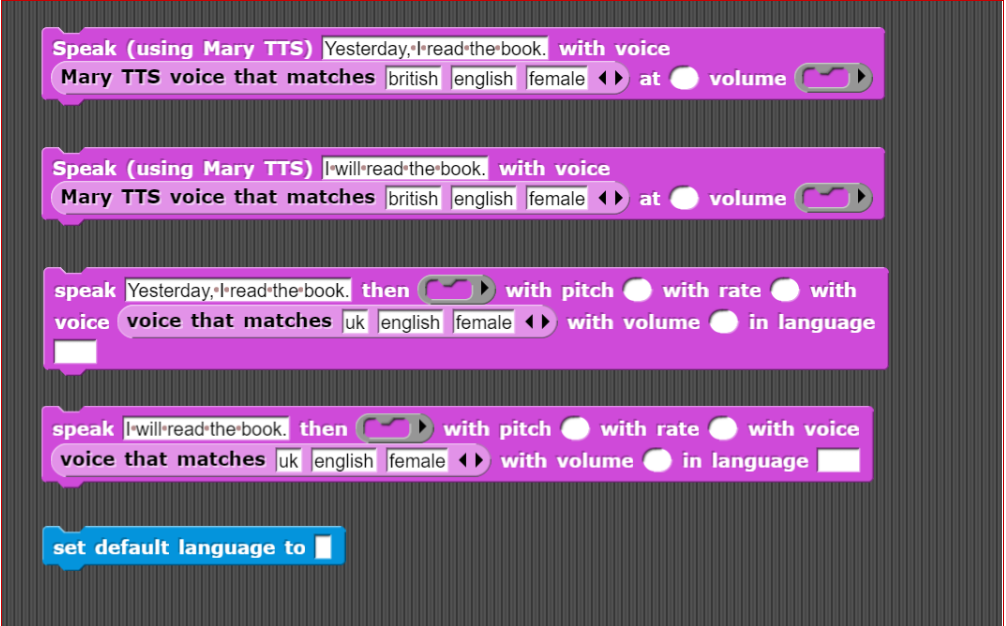 Speak (using Mary TTS) Yesterday, I read the book. with voice
Mary TTS voice that matches british english female at volume
Speak (using Mary TTS) I will read the book. with voice
Mary TTS voice that matches british english female at volume
speak Yesterday, I read the book. then with pitch with rate with
voice voice that matches uk english female with volume in language
speak I will read the book. then with pitch with rate with voice
voice that matches uk english female with volume in language
set default language to